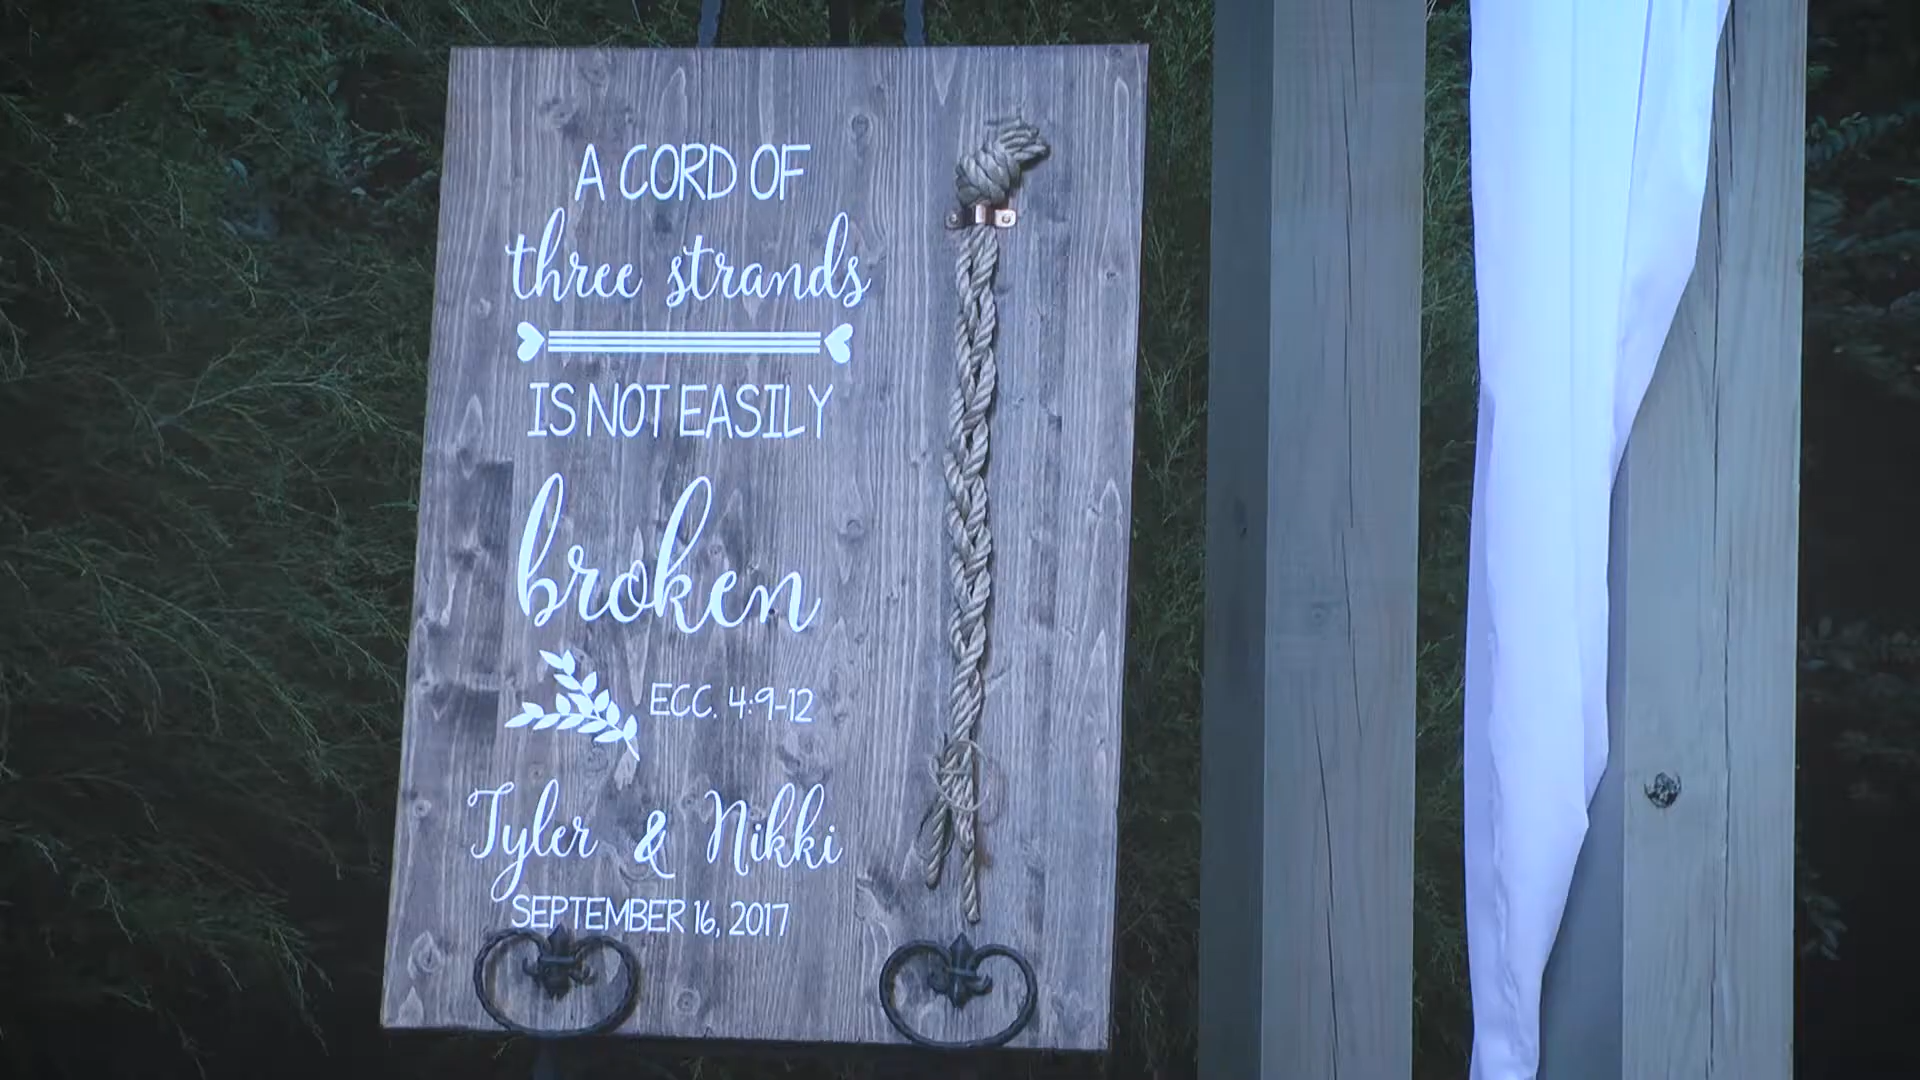 A CORD OF
three strands
IS NOT EASILY
broken
ECC. 4:9-12
Tyler & Nikki
SEPTEMBER 16, 2017